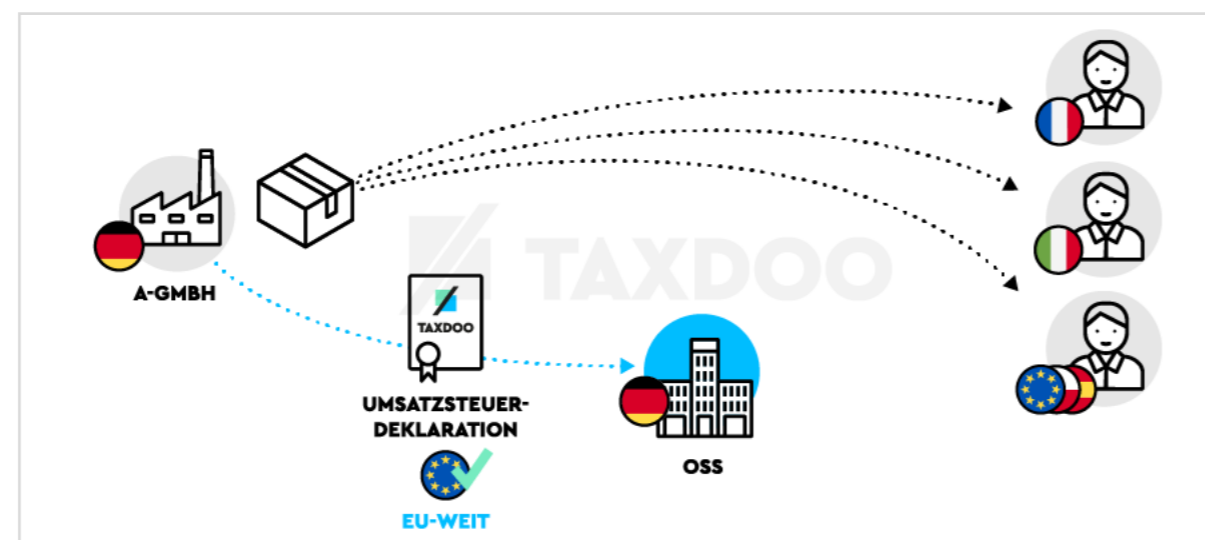 TAXDOO
A-GMBH
TAXDOO
UMSATZSTEUER-
DEKLARATION
EU-WEIT
OSS